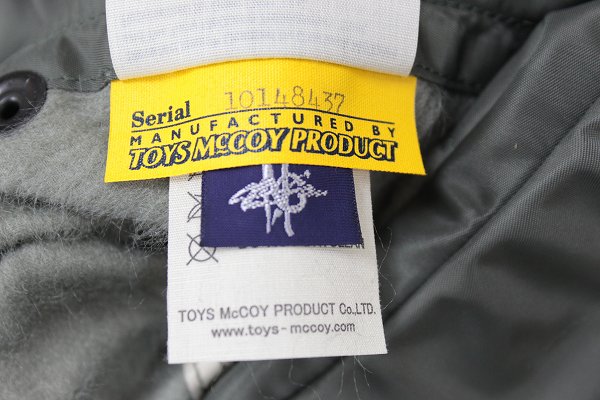 Serial 10148437
MANUFACTURED BY
TOYS McCOY PRODUCT
TOYS McCOY PRODUCT Co.,LTD.
www.toys-mccoy.com